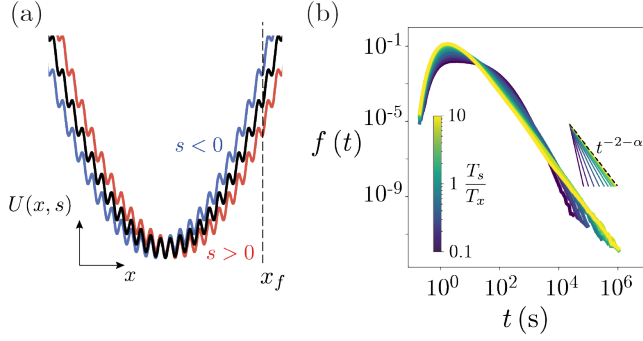 (a)
s < 0
U(x, s)
s > 0
x
x_f
(b)
10^{-1}
10^{-5}
10^{-9}
f (t)
10
1
0.1
T_s
T_x
t^{-2-α}
10^0
10^2
10^4
10^6
t (s)